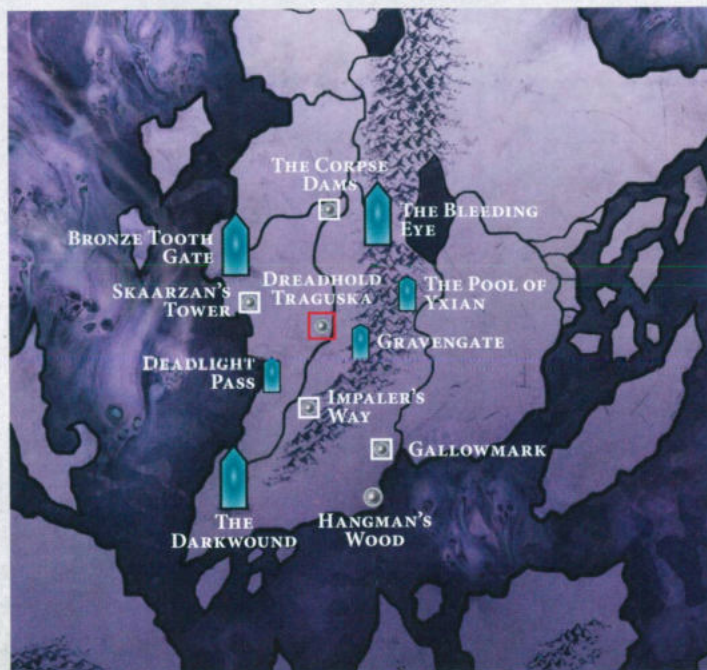 The Corpse
Dams
The Bleeding
Eye
Bronze Tooth
Gate
Dreadhold
Traguska
The Pool of
Yxian
Skaarzan's
Tower
Gravengate
Deadlight
Pass
Impaler's
Way
Gallowmark
The
Darkwound
Hangman's
Wood